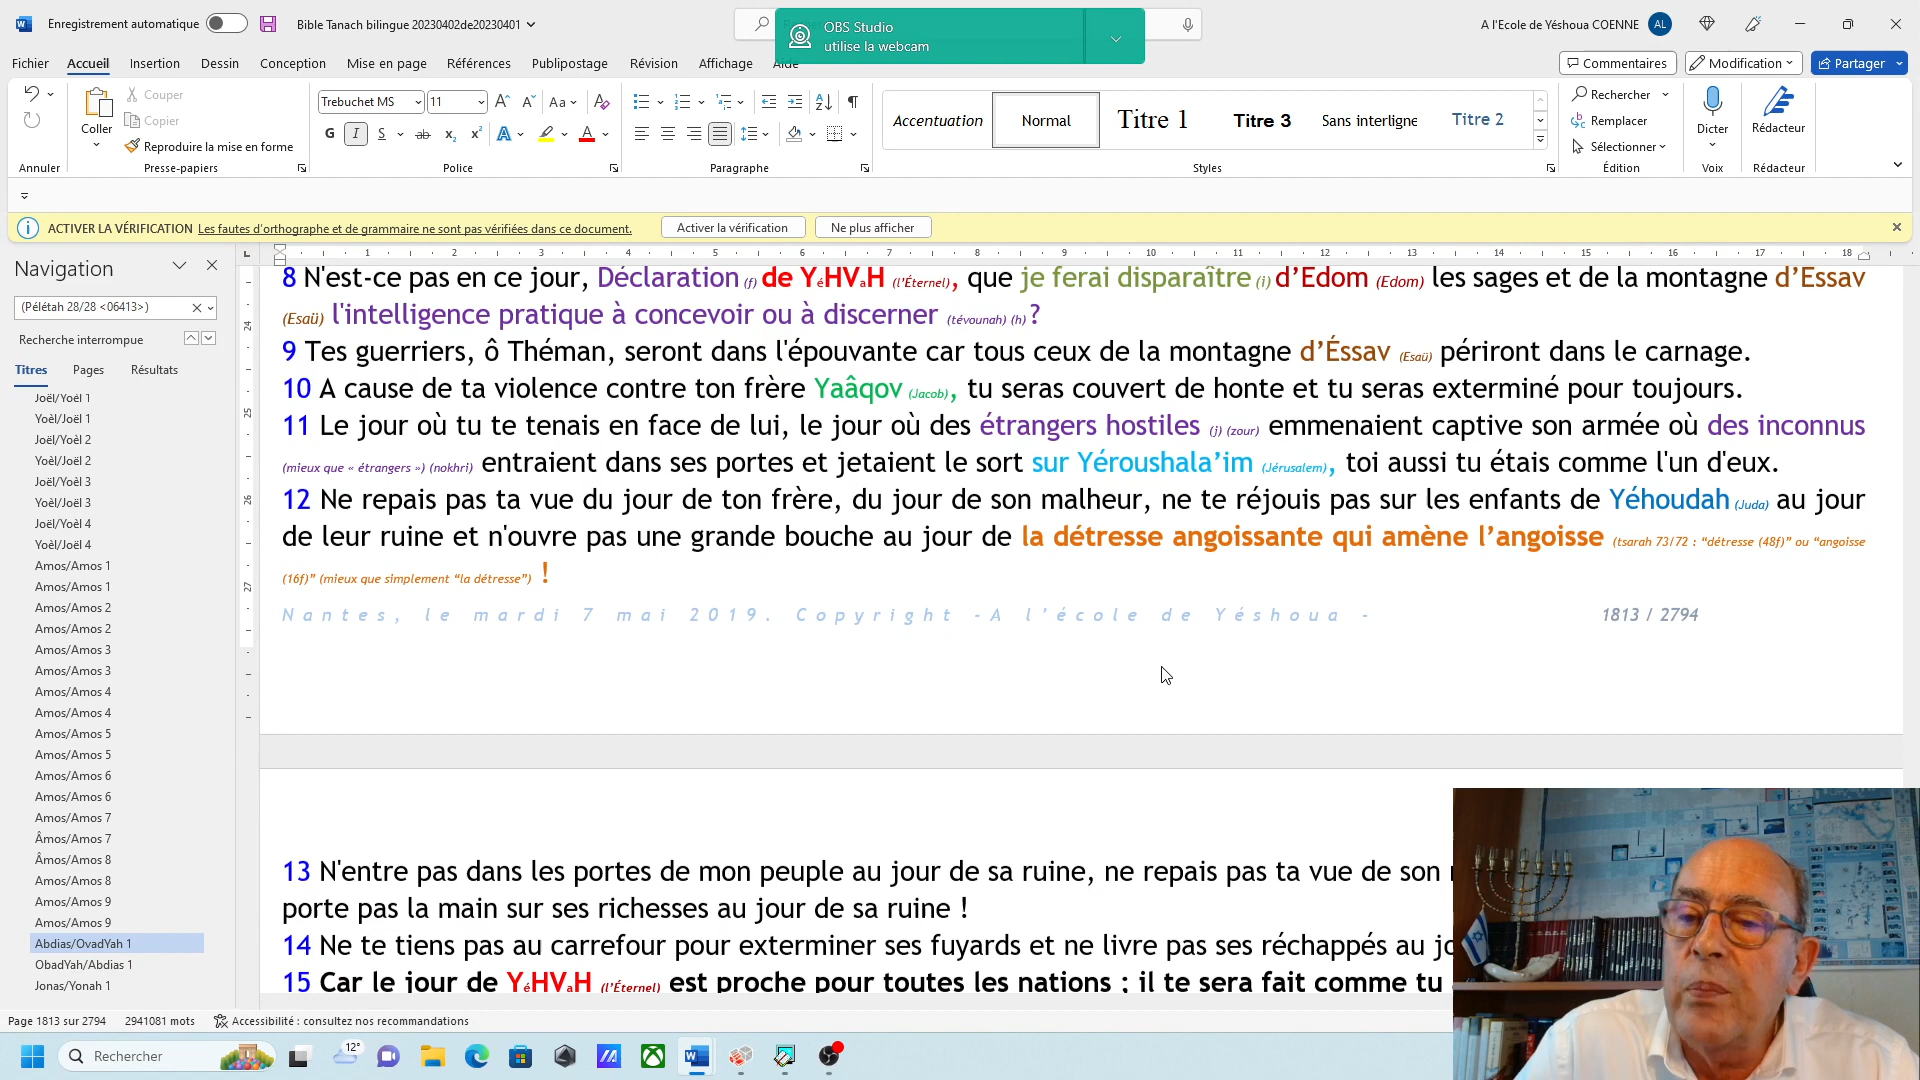 Enregistrement automatique
Bible Tanach bilingue 20230402de20230401
OBS Studio
utilise la webcam
A l'Ecole de Yéshoua COENNE
AL
Fichier Accueil Insertion Dessin Conception Mise en page Références Publipostage Révision Affichage Aide
Commentaires Modification Partager
Coller
Couper
Copier
Reproduire la mise en forme
Trebuchet MS 11
Accentuation Normal Titre 1 Titre 3 Sans interligne Titre 2
Rechercher
Remplacer
Sélectionner
Dicter
Rédacteur
Annuler Presse-papiers Police Paragraphe Styles Édition Voix Rédacteur
ACTIVER LA VÉRIFICATION Les fautes d'orthographe et de grammaire ne sont pas vérifiées dans ce document. Activer la vérification Ne plus afficher
Navigation
(Pélétah 28/28 <06413>)
Recherche interrompue
Titres Pages Résultats
Joël/Yoël 1
Yoèl/Joël 1
Joël/Yoèl 2
Yoèl/Joël 2
Joël/Yoèl 3
Yoèl/Joël 3
Joël/Yoèl 4
Yoèl/Joël 4
Amos/Amos 1
Amos/Amos 1
Amos/Amos 2
Amos/Amos 2
Amos/Amos 3
Amos/Amos 3
Amos/Amos 4
Amos/Amos 4
Amos/Amos 5
Amos/Amos 5
Amos/Amos 6
Amos/Amos 6
Amos/Amos 7
Âmos/Amos 7
Âmos/Amos 8
Amos/Amos 8
Amos/Amos 9
Amos/Amos 9
Abdias/OvadYah 1
ObadYah/Abdias 1
Jonas/Yonah 1
8 N'est-ce pas en ce jour, Déclaration (f) de YéHVaH (l'Éternel), que je ferai disparaître (i) d'Edom (Edom) les sages et de la montagne d'Essav
(Esaü) l'intelligence pratique à concevoir ou à discerner (tévounah) (h) ?
9 Tes guerriers, ô Théman, seront dans l'épouvante car tous ceux de la montagne d'Éssav (Esaü) périront dans le carnage.
10 A cause de ta violence contre ton frère Yaâqov (Jacob), tu seras couvert de honte et tu seras exterminé pour toujours.
11 Le jour où tu te tenais en face de lui, le jour où des étrangers hostiles (j) (zour) emmenaient captive son armée où des inconnus
(mieux que « étrangers ») (nokhri) entraient dans ses portes et jetaient le sort sur Yéroushala'im (Jérusalem), toi aussi tu étais comme l'un d'eux.
12 Ne repais pas ta vue du jour de ton frère, du jour de son malheur, ne te réjouis pas sur les enfants de Yéhoudah (Juda) au jour
de leur ruine et n'ouvre pas une grande bouche au jour de la détresse angoissante qui amène l'angoisse (tsarah 73/72 : "détresse (48f)" ou "angoisse
(16f)" (mieux que simplement "la détresse") !
Nantes, le mardi 7 mai 2019. Copyright -A l'école de Yéshoua - 1813 / 2794
13 N'entre pas dans les portes de mon peuple au jour de sa ruine, ne repais pas ta vue de son
porte pas la main sur ses richesses au jour de sa ruine !
14 Ne te tiens pas au carrefour pour exterminer ses fuyards et ne livre pas ses réchappés au
15 Car le jour de YéHVaH (l'Éternel) est proche pour toutes les nations ; il te sera fait comme tu
Page 1813 sur 2794 2941081 mots Accessibilité : consultez nos recommandations
Rechercher
12°